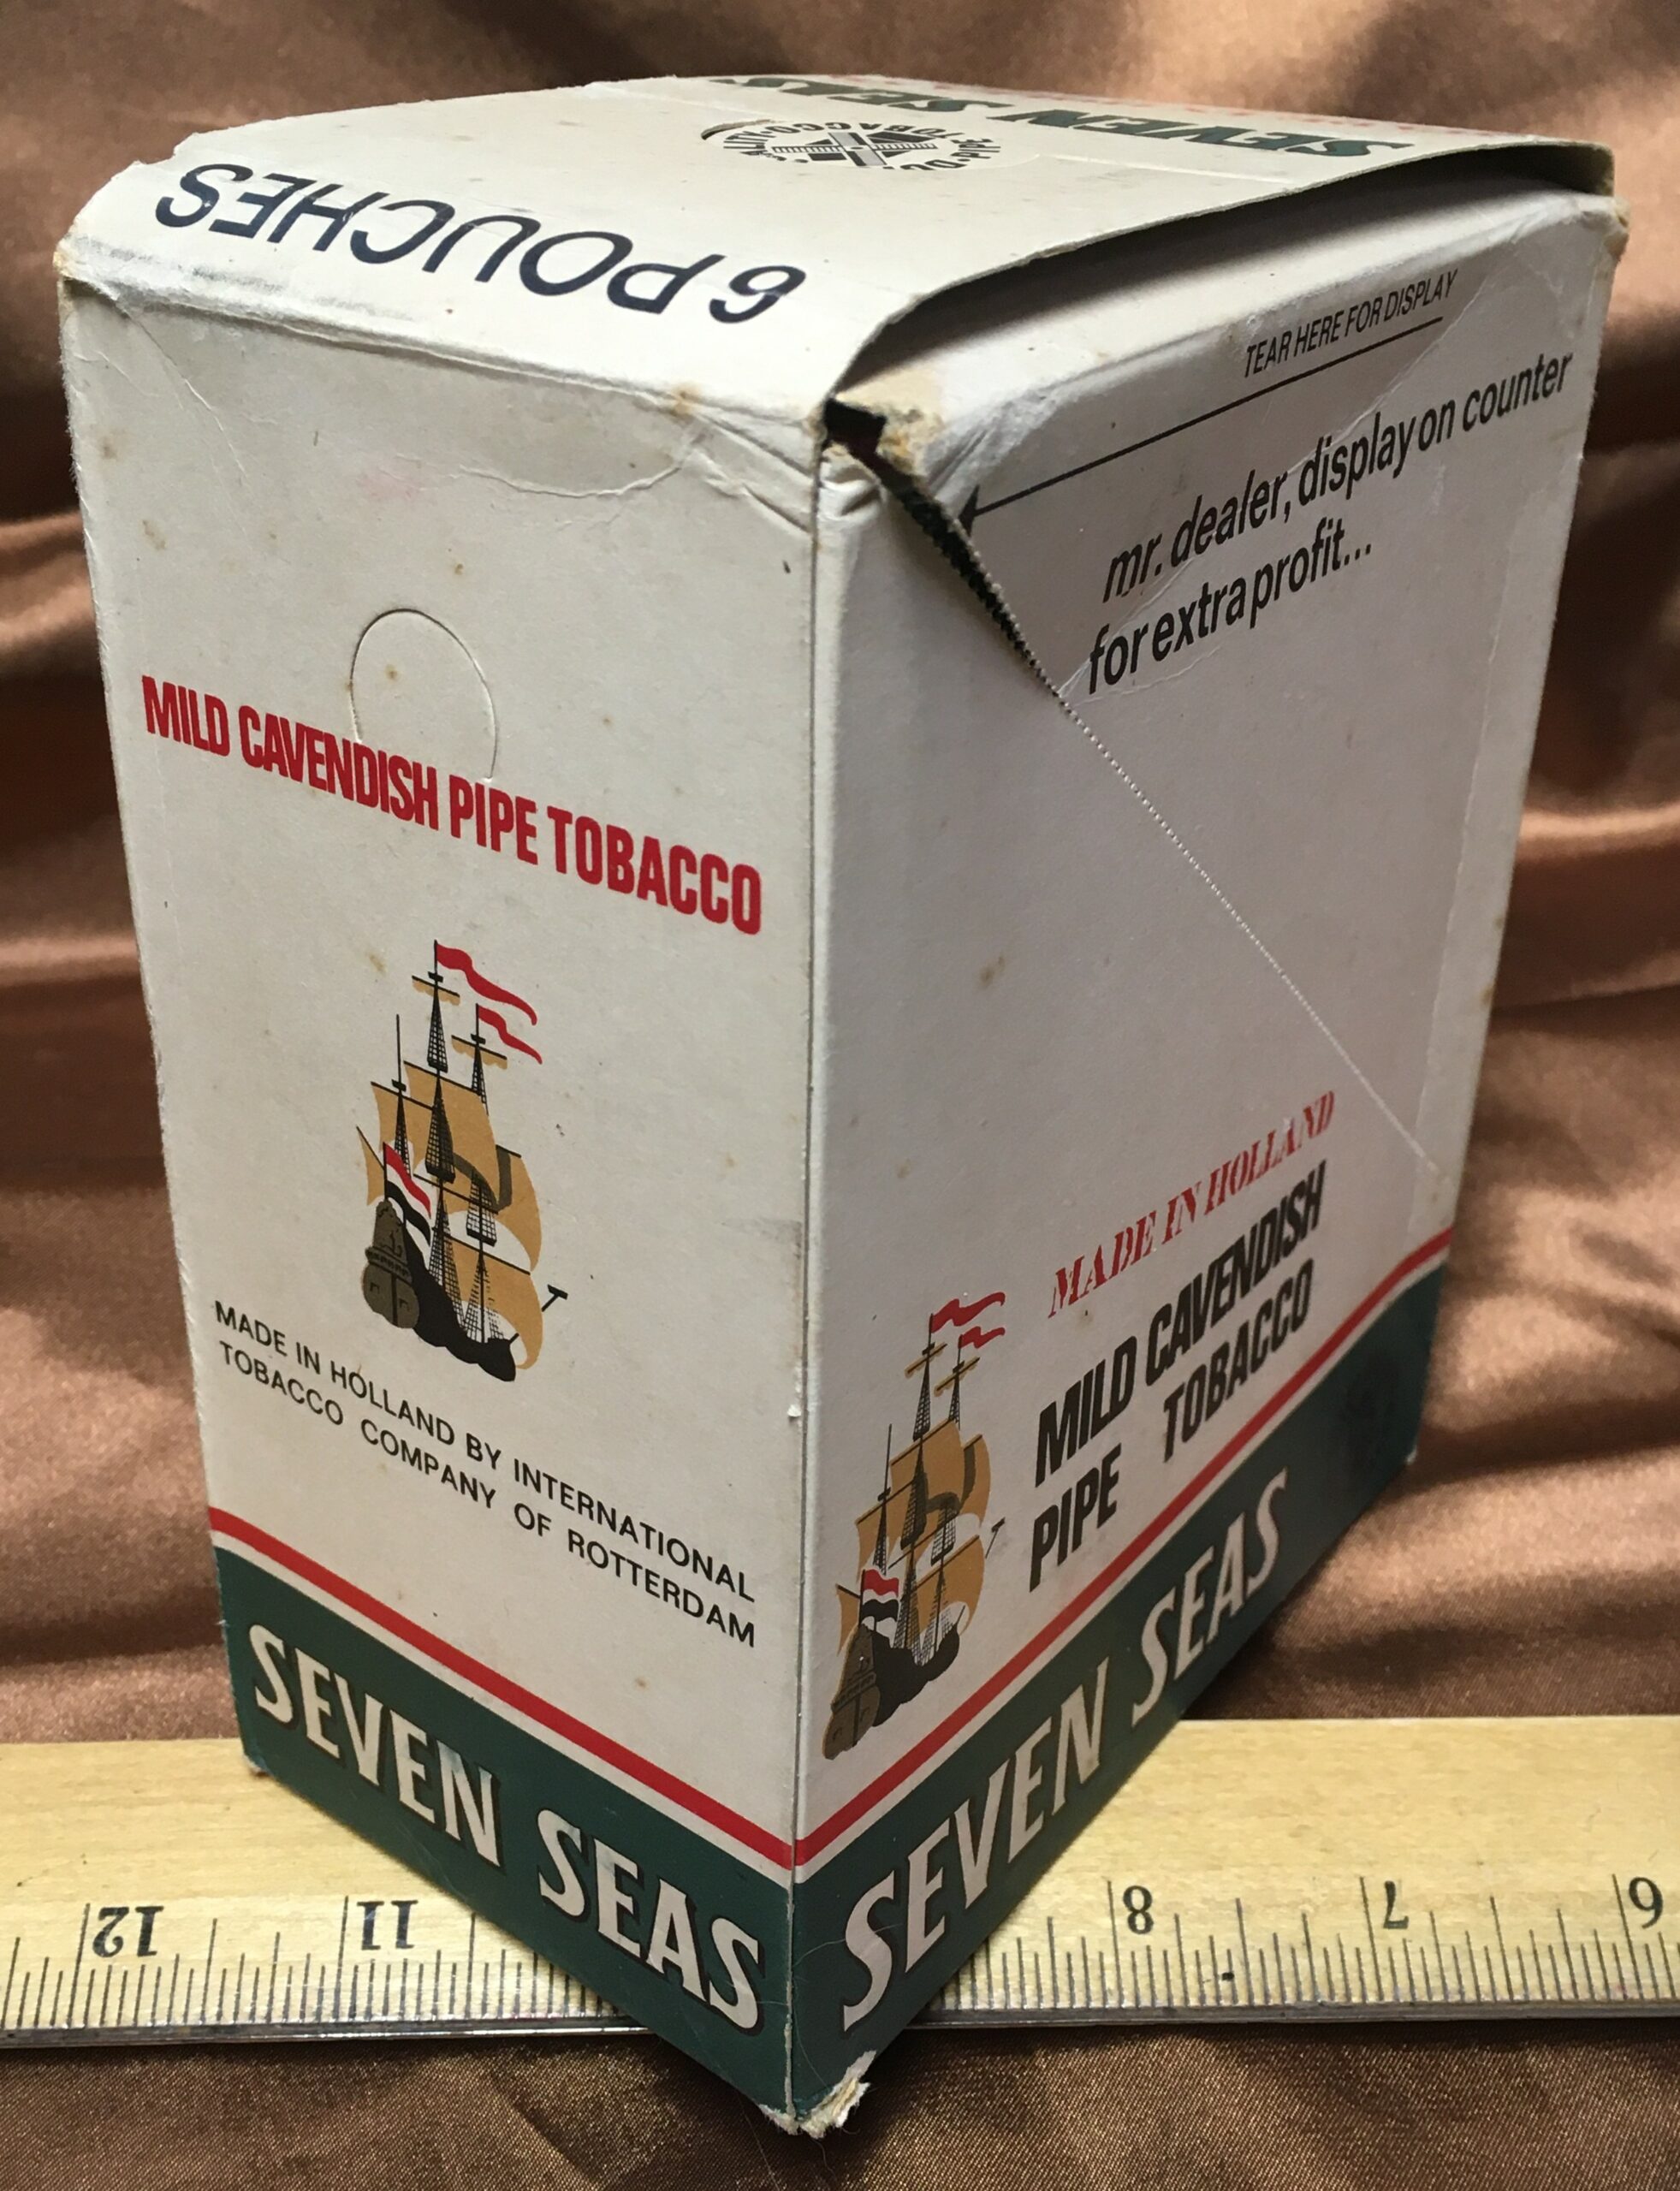 SEVEN SEAS
PIPE TOBACCO
6 POUCHES
MILD CAVENDISH PIPE TOBACCO
MADE IN HOLLAND BY INTERNATIONAL
TOBACCO COMPANY OF ROTTERDAM
SEVEN SEAS
TEAR HERE FOR DISPLAY
mr. dealer, display on counter
for extra profit...
MADE IN HOLLAND
MILD CAVENDISH
PIPE TOBACCO
SEVEN SEAS
12 11 8 7 6